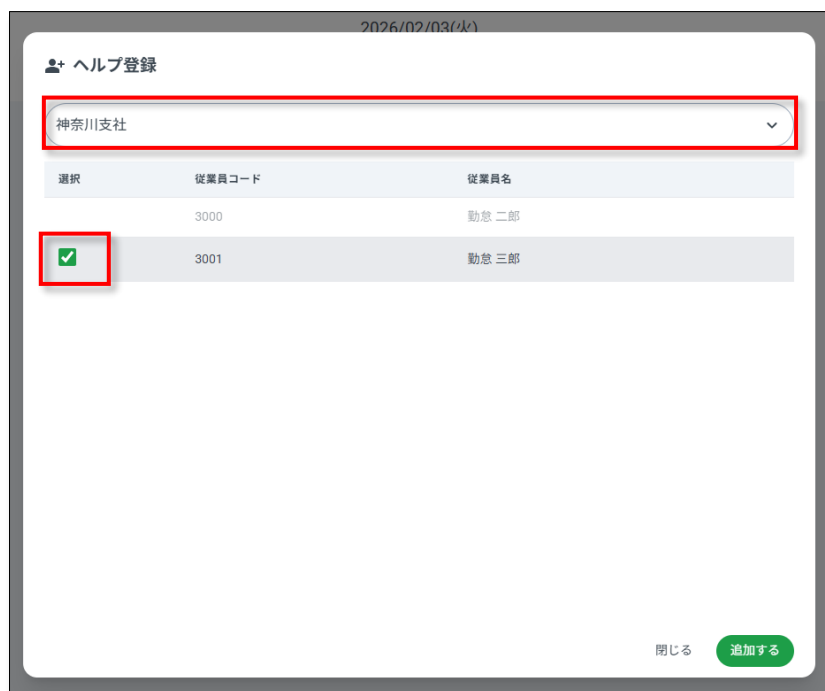 2026/02/03(火)
ヘルプ登録
神奈川支社
選択 従業員コード 従業員名
3000 勤怠 二郎
3001 勤怠 三郎
閉じる 追加する